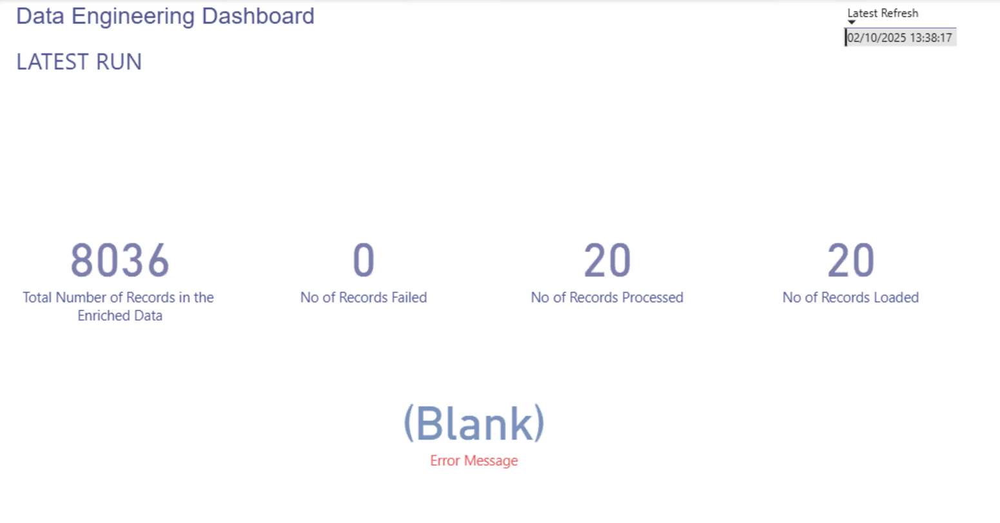 Data Engineering Dashboard
Latest Refresh
02/10/2025 13:38:17
LATEST RUN
8036
Total Number of Records in the
Enriched Data
0
No of Records Failed
20
No of Records Processed
20
No of Records Loaded
(Blank)
Error Message